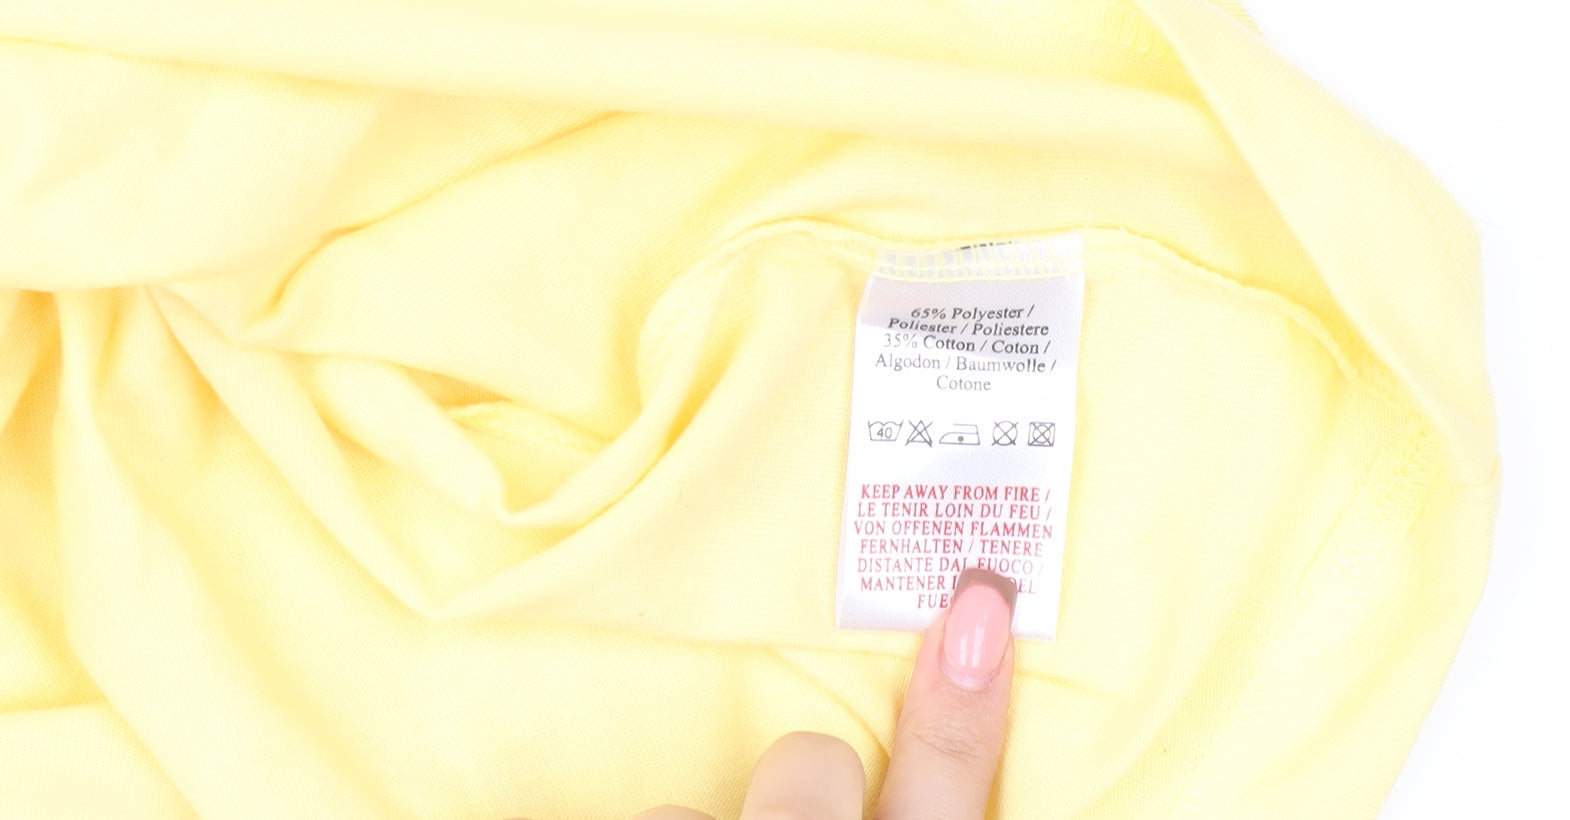 65% Polyester /
Poliester / Poliestere
35% Cotton / Coton /
Algodon / Baumwolle /
Cotone
40
KEEP AWAY FROM FIRE /
LE TENIR LOIN DU FEU /
VON OFFENEN FLAMMEN
FERNHALTEN / TENERE
DISTANTE DAL FUOCO /
MANTENER